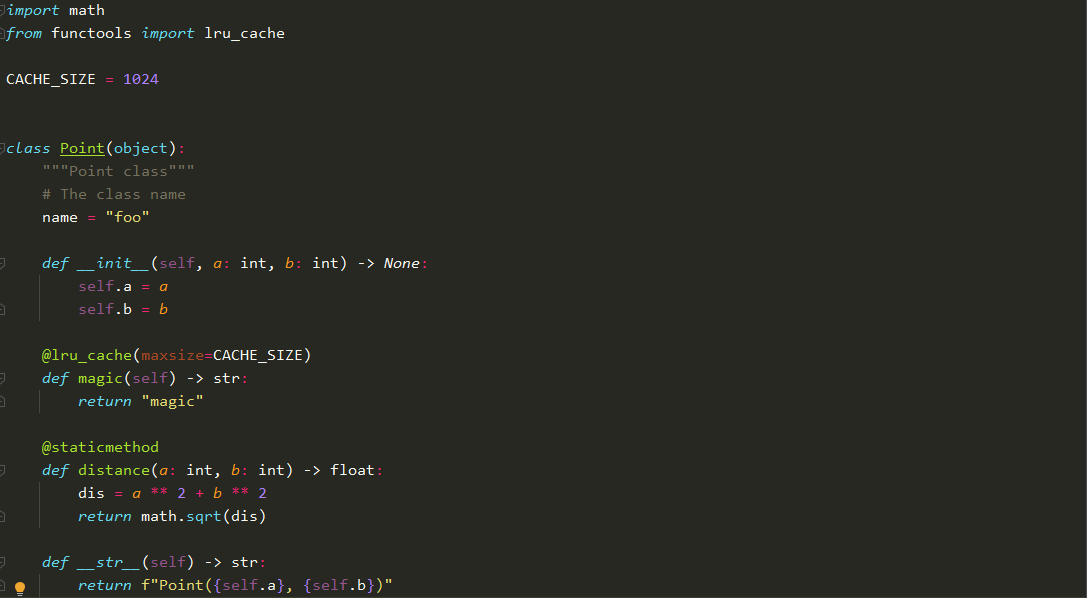 import math
from functools import lru_cache

CACHE_SIZE = 1024


class Point(object):
    """Point class"""
    # The class name
    name = "foo"

    def __init__(self, a: int, b: int) -> None:
        self.a = a
        self.b = b

    @lru_cache(maxsize=CACHE_SIZE)
    def magic(self) -> str:
        return "magic"

    @staticmethod
    def distance(a: int, b: int) -> float:
        dis = a ** 2 + b ** 2
        return math.sqrt(dis)

    def __str__(self) -> str:
        return f"Point({self.a}, {self.b})"